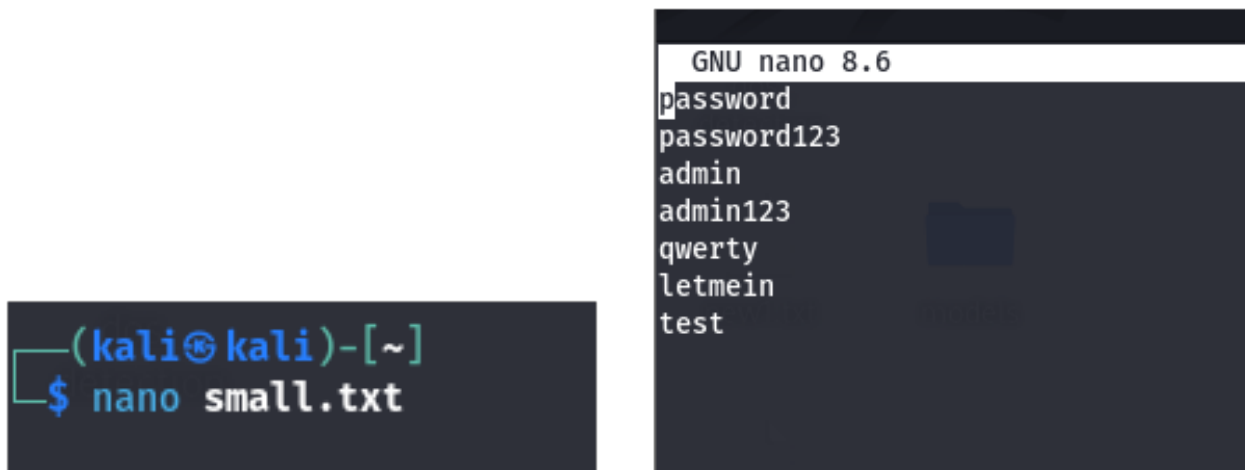 ┌──(kali㉿kali)-[~]
└─$ nano small.txt
GNU nano 8.6
password
password123
admin
admin123
qwerty
letmein
test